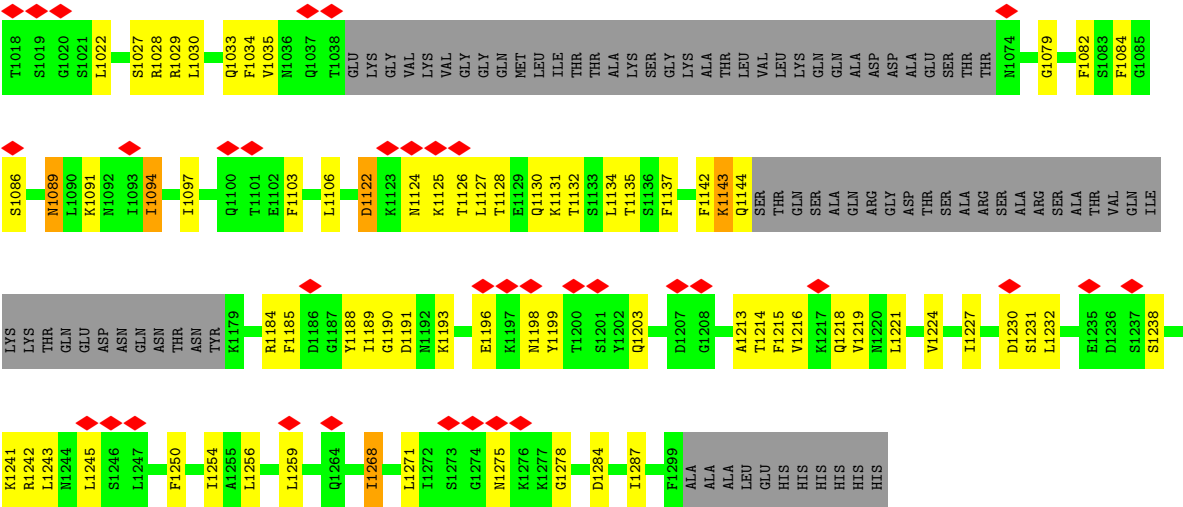 T1018 S1019 G1020 S1021 L1022 S1027 R1028 R1029 L1030 Q1033 F1034 V1035 N1036 Q1037 T1038 GLU LYS GLY VAL LYS VAL GLY GLY GLN MET LEU ILE THR THR ALA LYS SER GLY LYS ALA THR LEU VAL LEU LYS GLN GLN ALA ASP ASP ALA GLU SER THR THR N1074 G1079 F1082 S1083 F1084 G1085
S1086 N1089 L1090 K1091 N1092 I1093 I1094 I1097 Q1100 T1101 E1102 F1103 L1106 D1122 K1123 N1124 K1125 T1126 L1127 T1128 E1129 Q1130 K1131 T1132 S1133 L1134 T1135 S1136 F1137 F1142 K1143 Q1144 SER THR GLN SER ALA GLN ARG GLY ASP THR SER ALA ARG SER ALA ARG SER ALA THR VAL GLN ILE
LYS LYS THR GLN GLU ASP ASN GLN ASN THR ASN TYR K1179 R1184 F1185 D1186 G1187 Y1188 I1189 G1190 D1191 N1192 K1193 E1196 K1197 N1198 Y1199 T1200 S1201 Y1202 Q1203 D1207 G1208 A1213 T1214 F1215 V1216 K1217 Q1218 V1219 N1220 L1221 V1224 I1227 D1230 S1231 L1232 E1235 D1236 S1237 S1238
K1241 R1242 L1243 N1244 L1245 S1246 L1247 F1250 I1254 A1255 L1256 L1259 Q1264 I1268 L1271 I1272 S1273 G1274 N1275 K1276 K1277 G1278 D1284 I1287 F1299 ALA ALA ALA LEU GLU HIS HIS HIS HIS HIS HIS